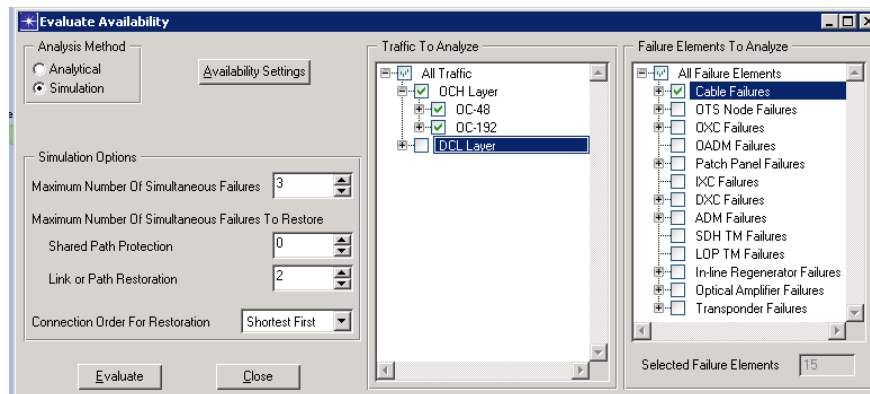 Evaluate Availability
Analysis Method
Analytical
Simulation
Availability Settings
Simulation Options
Maximum Number Of Simultaneous Failures 3
Maximum Number Of Simultaneous Failures To Restore
Shared Path Protection 0
Link or Path Restoration 2
Connection Order For Restoration Shortest First
Evaluate Close
Traffic To Analyze
All Traffic
OCH Layer
OC-48
OC-192
DCL Layer
Failure Elements To Analyze
All Failure Elements
Cable Failures
OTS Node Failures
OXC Failures
OADM Failures
Patch Panel Failures
IXC Failures
DXC Failures
ADM Failures
SDH TM Failures
LOP TM Failures
In-line Regenerator Failures
Optical Amplifier Failures
Transponder Failures
Selected Failure Elements 15